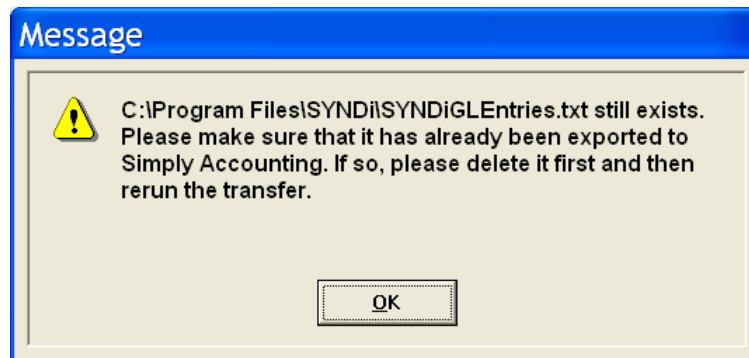 Message
C:\Program Files\SYNDi\SYNDiGLEntries.txt still exists.
Please make sure that it has already been exported to
Simply Accounting. If so, please delete it first and then
rerun the transfer.
OK